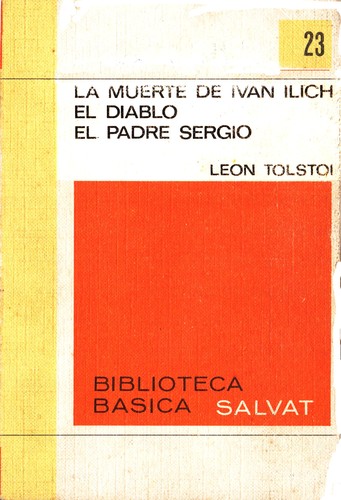 23
LA MUERTE DE IVAN ILICH
EL DIABLO
EL PADRE SERGIO
LEON TOLSTOI
BIBLIOTECA
BASICA SALVAT